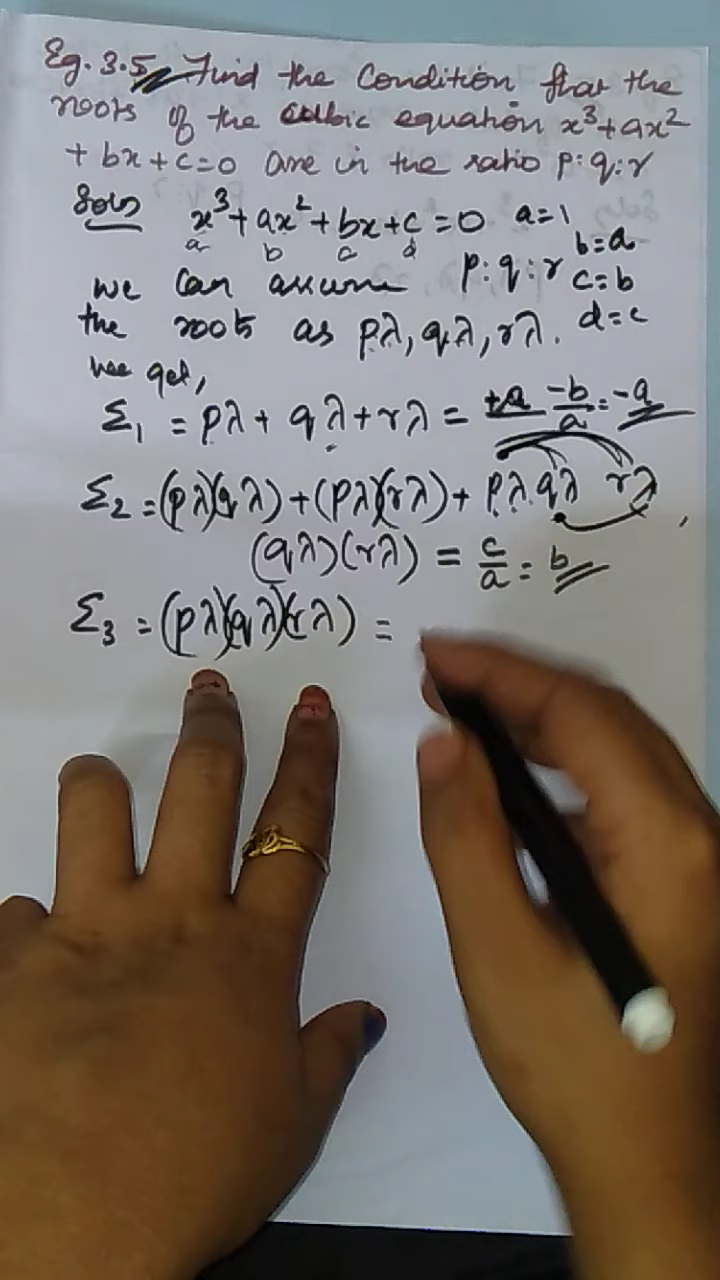 Eg. 3.5 Find the Condition that the
roots of the cubic equation x³+ax²
+ bx+c=0 are in the ratio p:q:r
Soln x³+ax²+bx+c=0 a=1
a b c d b=a
we can assume p:q:r c=b
the roots as pλ, qλ, rλ. d=c
we get,
Σ₁ = pλ + qλ+rλ = -b/a = -a
Σ₂ =(pλ)(qλ)+(pλ)(rλ)+ pλ qλ rλ
(qλ)(rλ) = c/a = b
Σ₃ =(pλ)(qλ)(rλ) =